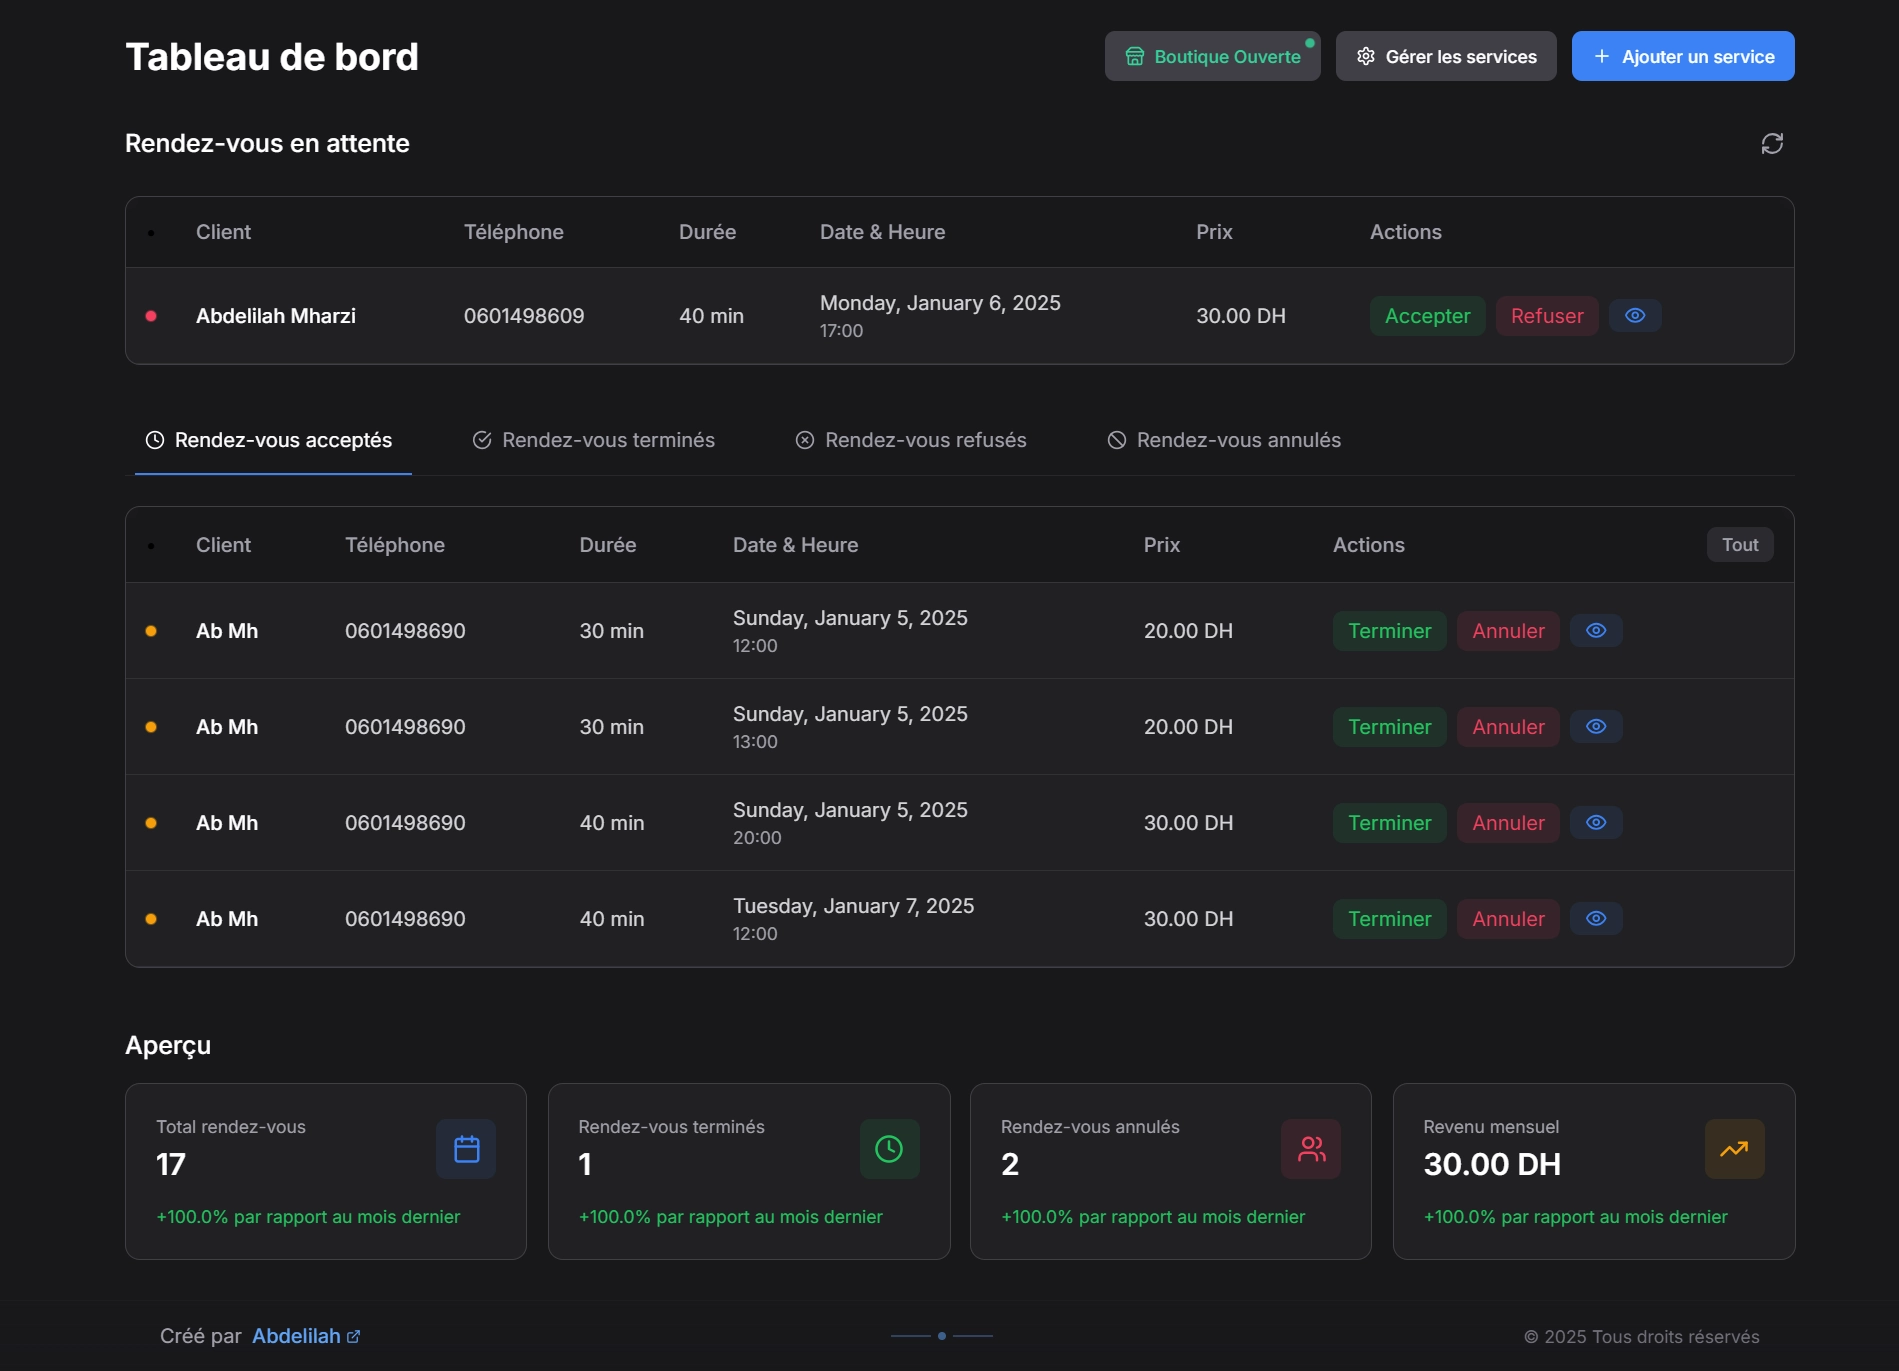 Tableau de bord
Boutique Ouverte
Gérer les services
Ajouter un service
Rendez-vous en attente
Client Téléphone Durée Date & Heure Prix Actions
Abdelilah Mharzi 0601498609 40 min Monday, January 6, 2025 30.00 DH Accepter Refuser
17:00
Rendez-vous acceptés Rendez-vous terminés Rendez-vous refusés Rendez-vous annulés
Client Téléphone Durée Date & Heure Prix Actions Tout
Ab Mh 0601498690 30 min Sunday, January 5, 2025 20.00 DH Terminer Annuler
12:00
Ab Mh 0601498690 30 min Sunday, January 5, 2025 20.00 DH Terminer Annuler
13:00
Ab Mh 0601498690 40 min Sunday, January 5, 2025 30.00 DH Terminer Annuler
20:00
Ab Mh 0601498690 40 min Tuesday, January 7, 2025 30.00 DH Terminer Annuler
12:00
Aperçu
Total rendez-vous
17
+100.0% par rapport au mois dernier
Rendez-vous terminés
1
+100.0% par rapport au mois dernier
Rendez-vous annulés
2
+100.0% par rapport au mois dernier
Revenu mensuel
30.00 DH
+100.0% par rapport au mois dernier
Créé par Abdelilah
© 2025 Tous droits réservés